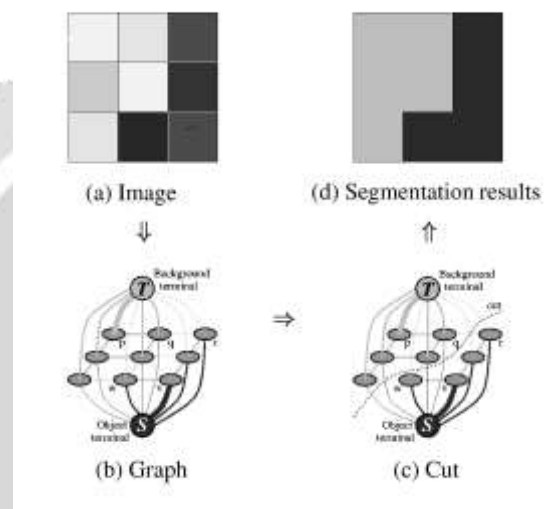 (a) Image
(d) Segmentation results
⇓
⇑
Background
terminal
T
p
q
r
Object
terminal
S
⇒
Background
terminal
T
cut
p
q
r
Object
terminal
S
(b) Graph
(c) Cut